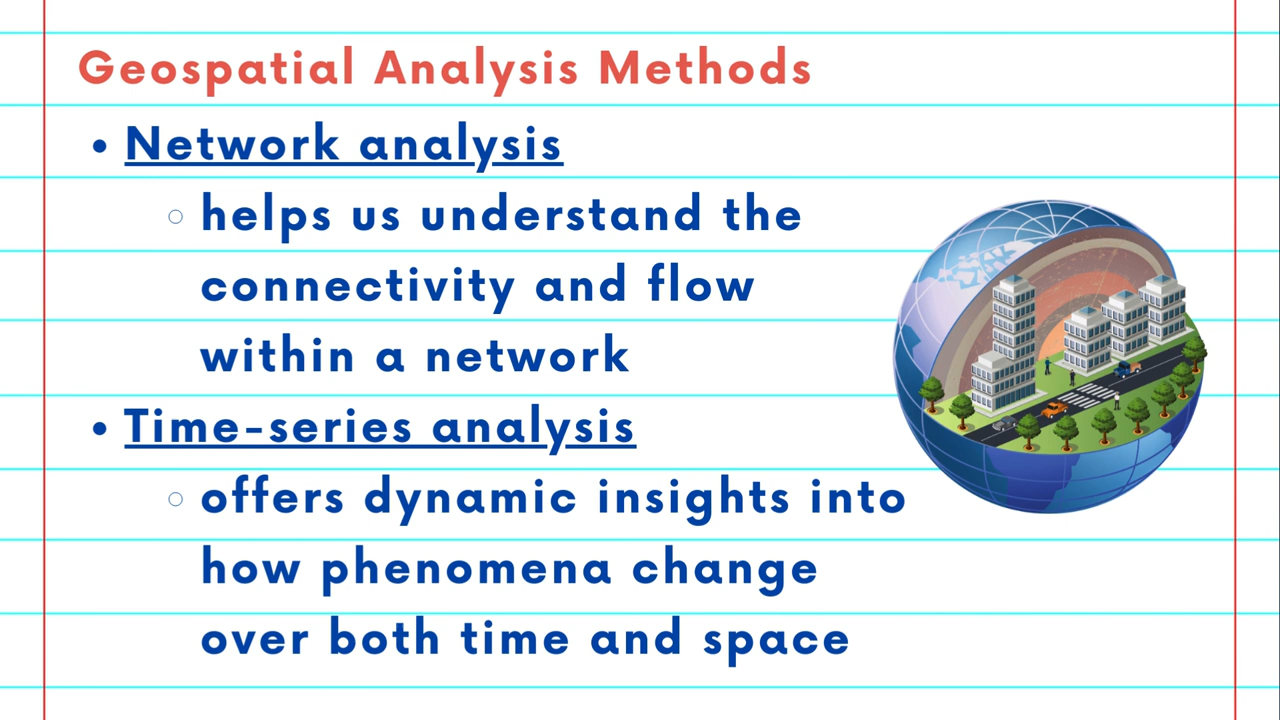 Geospatial Analysis Methods
• Network analysis
○ helps us understand the
connectivity and flow
within a network
• Time-series analysis
○ offers dynamic insights into
how phenomena change
over both time and space